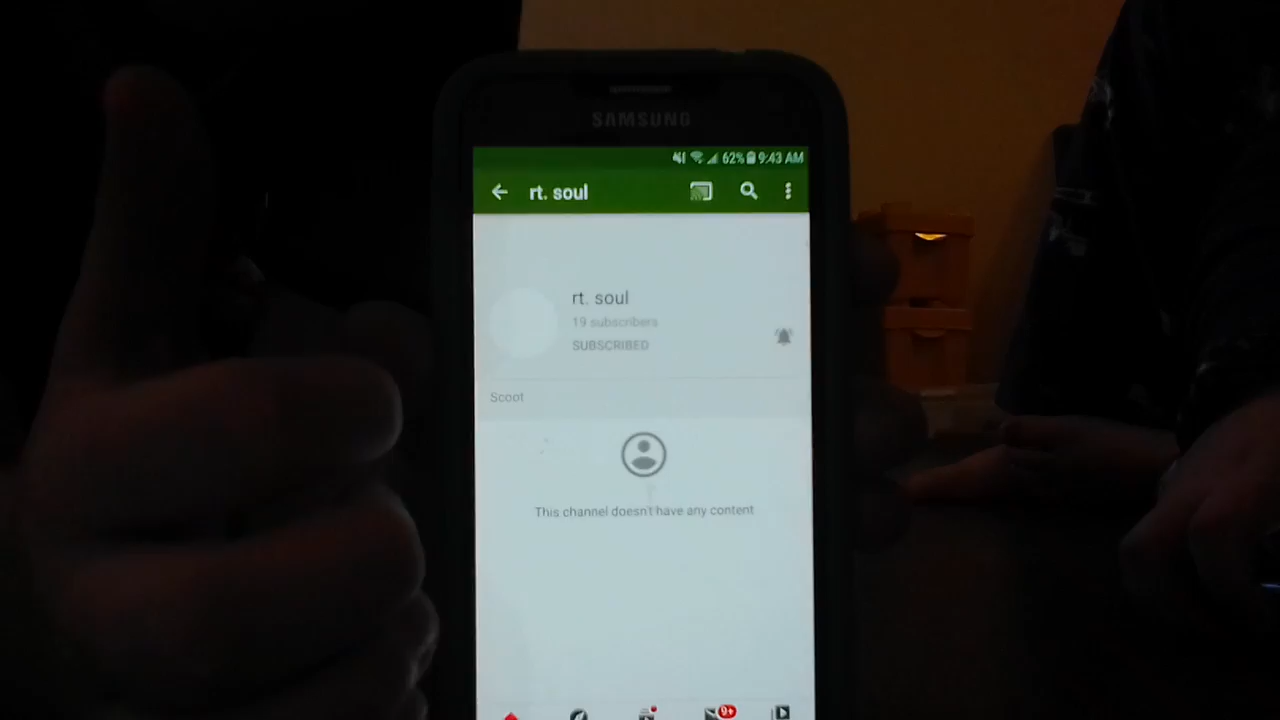 SAMSUNG
62% 9:43 AM
rt. soul
rt. soul
19 subscribers
SUBSCRIBED
Scoot
This channel doesn't have any content
9+